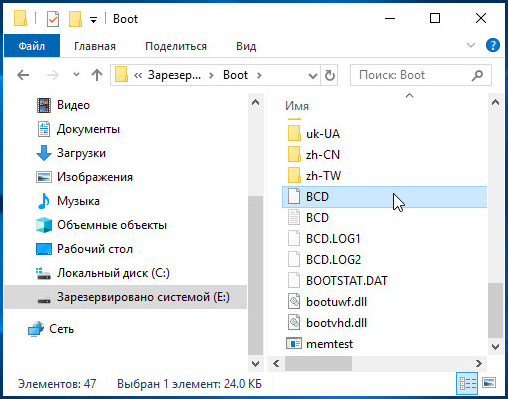 Boot
Файл Главная Поделиться Вид
« Зарезер... Boot Поиск: Boot
Видео
Документы
Загрузки
Изображения
Музыка
Объемные объекты
Рабочий стол
Локальный диск (C:)
Зарезервировано системой (E:)
Сеть
Имя
uk-UA
zh-CN
zh-TW
BCD
BCD
BCD.LOG1
BCD.LOG2
BOOTSTAT.DAT
bootuwf.dll
bootvhd.dll
memtest
Элементов: 47 Выбран 1 элемент: 24.0 КБ